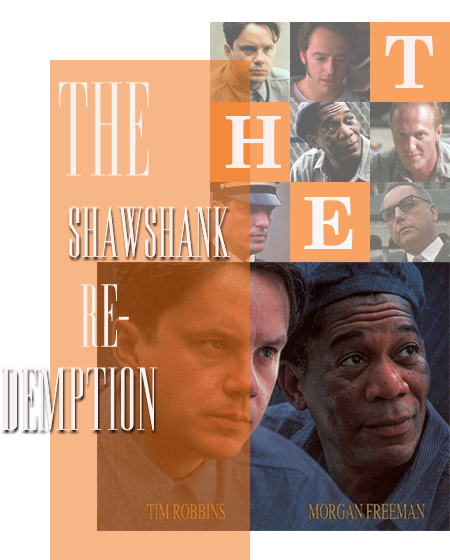 THE
SHAWSHANK
RE-
DEMPTION
T
H
E
TIM ROBBINS
MORGAN FREEMAN